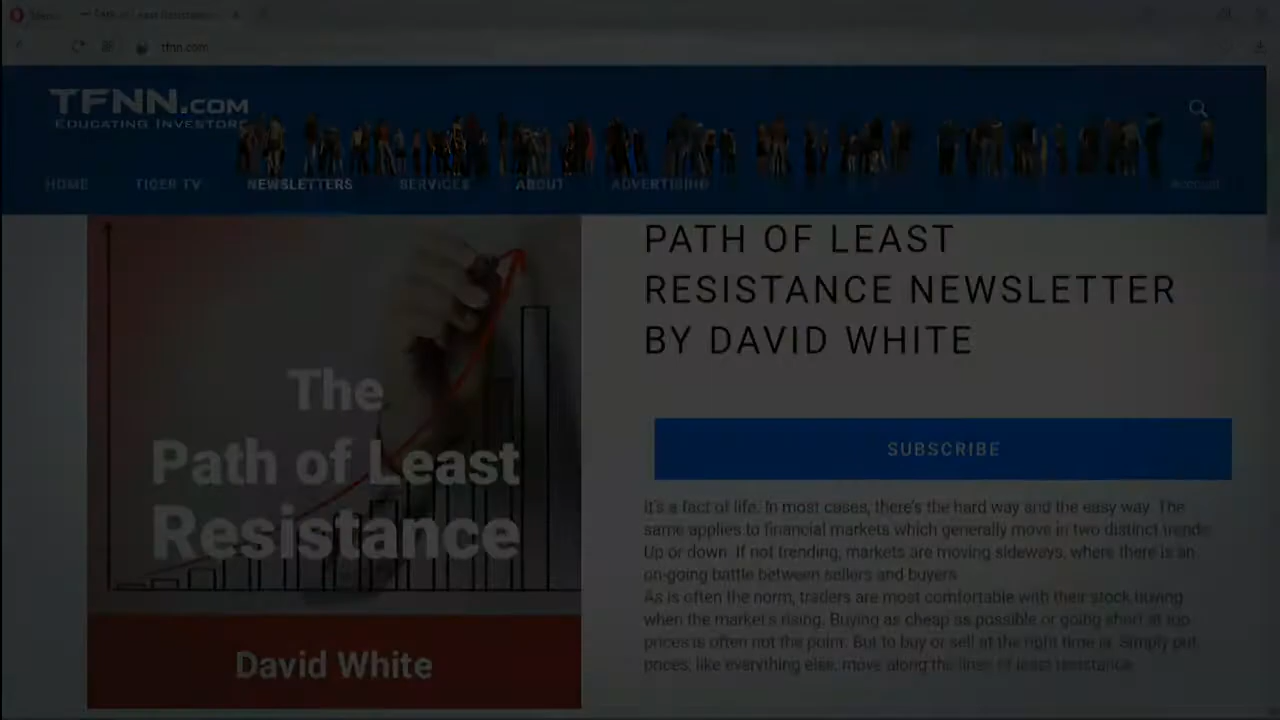 Path of Least Resistance
tfnn.com
TFNN.COM
EDUCATING INVESTORS
HOME TIGER TV NEWSLETTERS SERVICES ABOUT ADVERTISING Account
The
Path of Least
Resistance
David White
PATH OF LEAST
RESISTANCE NEWSLETTER
BY DAVID WHITE
SUBSCRIBE
It's a fact of life. In most cases, there's the hard way and the easy way. The
same applies to financial markets which generally move in two distinct trends
Up or down. If not trending, markets are moving sideways, where there is an
on-going battle between sellers and buyers
As is often the norm, traders are most comfortable with their stock buying
when the market's rising. Buying as cheap as possible or going short at top
prices is often not the point. But to buy or sell at the right time is. Simply put,
prices, like everything else, move along the lines of least resistance.